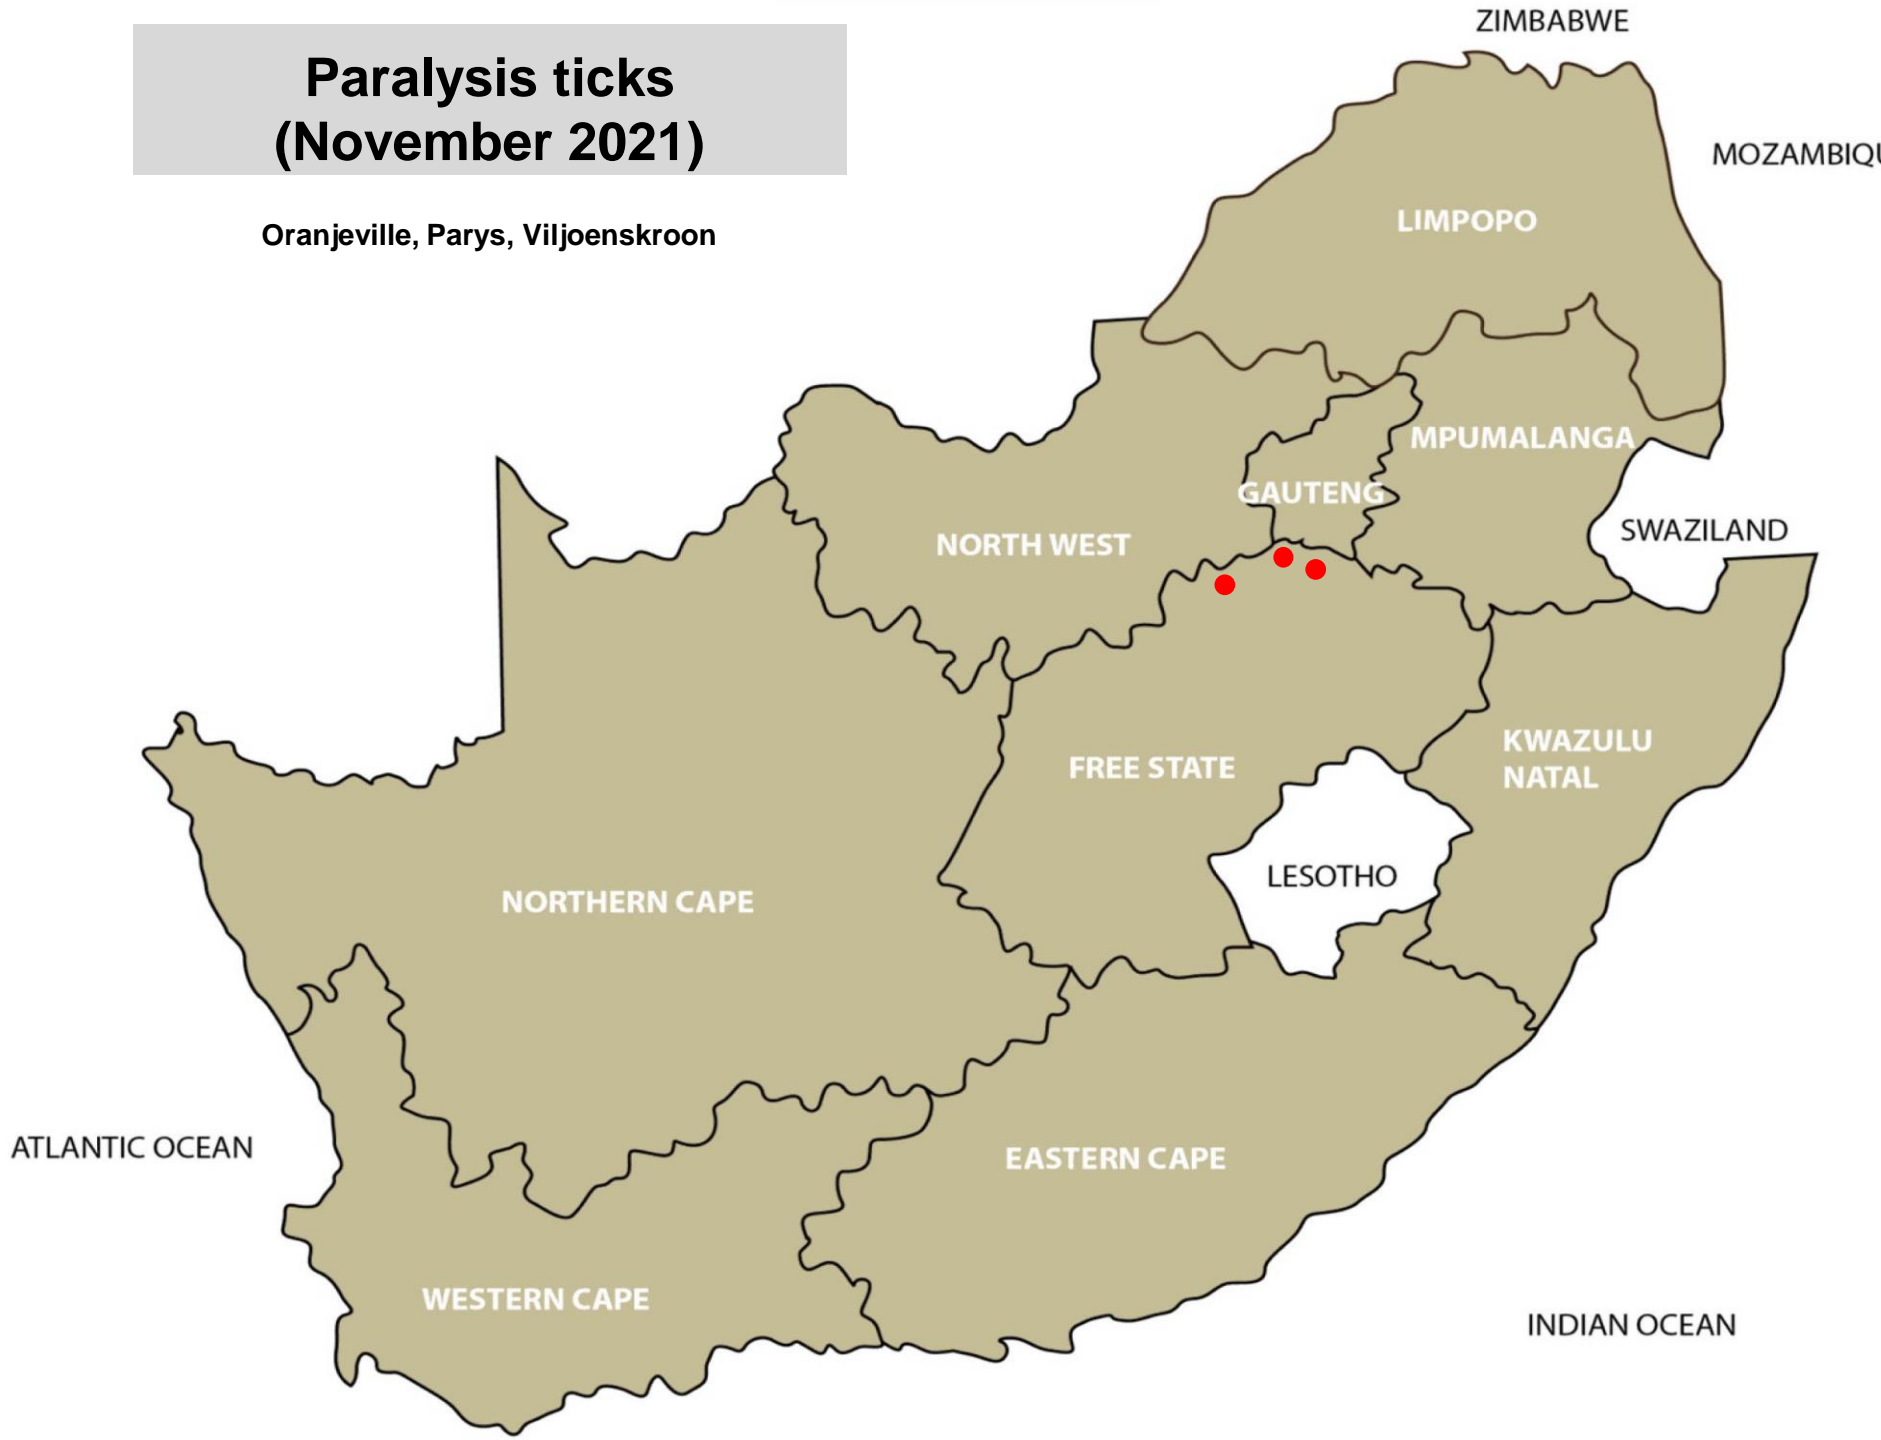 Paralysis ticks
(November 2021)
Oranjeville, Parys, Viljoenskroon
ZIMBABWE
MOZAMBIQU
LIMPOPO
MPUMALANGA
GAUTENG
SWAZILAND
NORTH WEST
KWAZULU
NATAL
FREE STATE
LESOTHO
NORTHERN CAPE
ATLANTIC OCEAN
EASTERN CAPE
WESTERN CAPE
INDIAN OCEAN